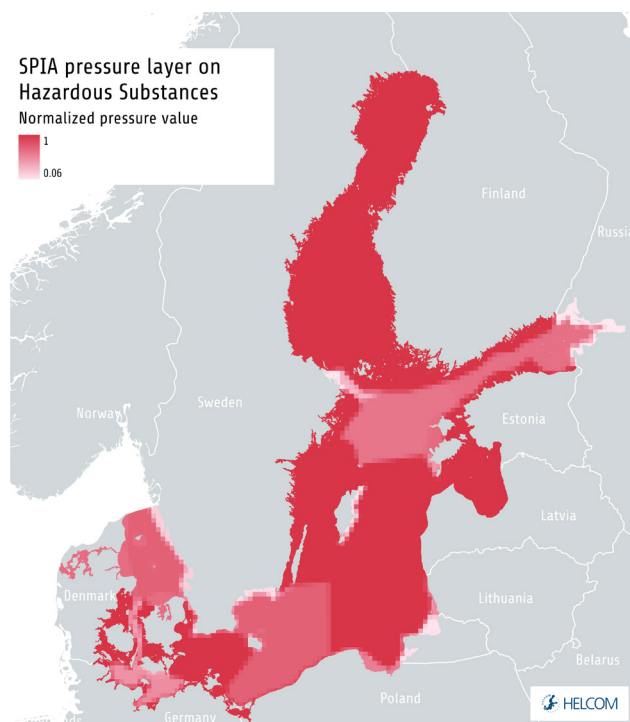 SPIA pressure layer on
Hazardous Substances
Normalized pressure value
1
0.06
Finland
Russia
Norway
Sweden
Estonia
Latvia
Denmark
Lithuania
Belarus
Poland
Germany
HELCOM